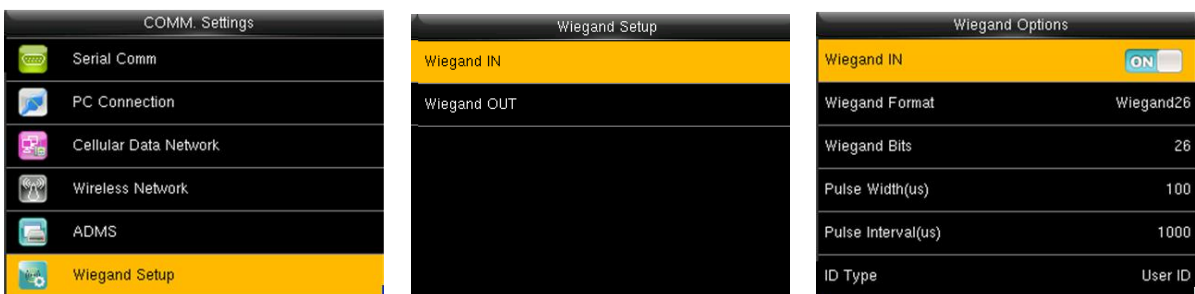 COMM. Settings
Serial Comm
PC Connection
Cellular Data Network
Wireless Network
ADMS
Wiegand Setup
Wiegand Setup
Wiegand IN
Wiegand OUT
Wiegand Options
Wiegand IN ON
Wiegand Format Wiegand26
Wiegand Bits 26
Pulse Width(us) 100
Pulse Interval(us) 1000
ID Type User ID